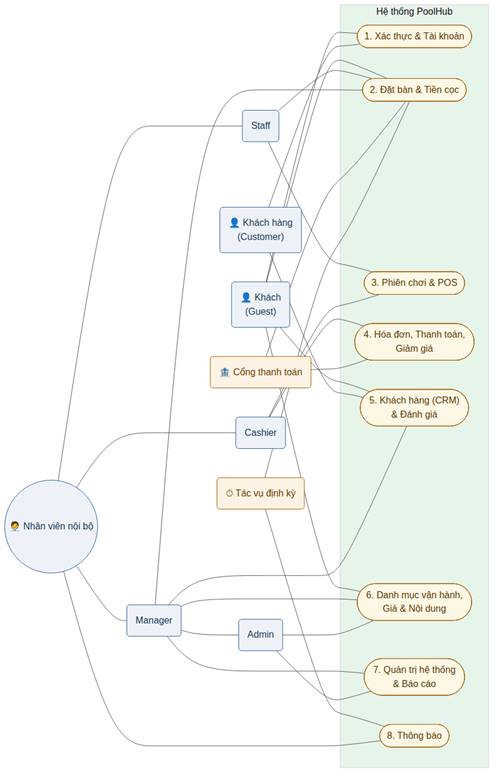 Hệ thống PoolHub
1. Xác thực & Tài khoản
2. Đặt bàn & Tiền cọc
Staff
👤 Khách hàng
(Customer)
👤 Khách
(Guest)
3. Phiên chơi & POS
4. Hóa đơn, Thanh toán,
Giảm giá
🏦 Cổng thanh toán
5. Khách hàng (CRM)
& Đánh giá
Cashier
⏱ Tác vụ định kỳ
🧑‍💼 Nhân viên nội bộ
6. Danh mục vận hành,
Giá & Nội dung
Manager
Admin
7. Quản trị hệ thống
& Báo cáo
8. Thông báo